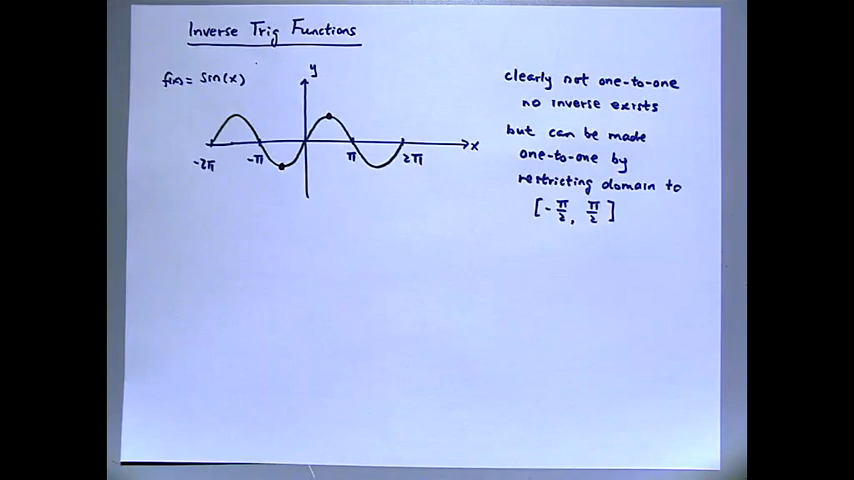 Inverse Trig Functions
f(x) = sin(x)
y
x
-2π
-π
π
2π
clearly not one-to-one
no inverse exists
but can be made
one-to-one by
restricting domain to
[-π/2, π/2]